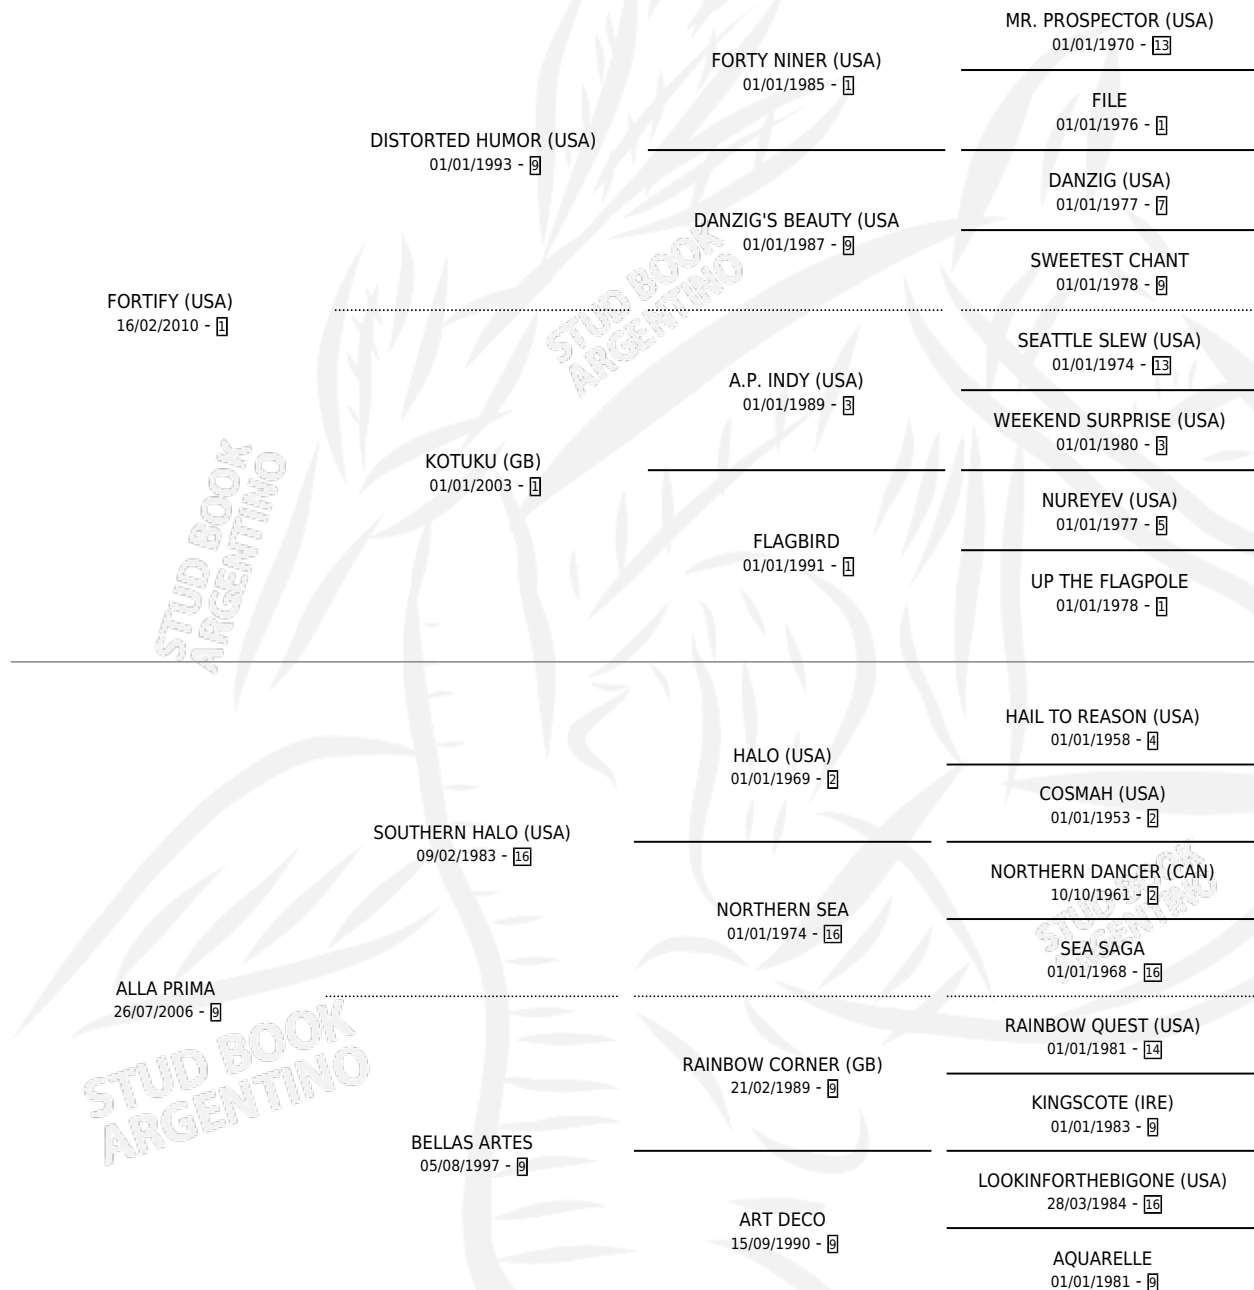 MR. PROSPECTOR (USA)
01/01/1970 - 13
FORTY NINER (USA)
01/01/1985 - 1
FILE
01/01/1976 - 1
DISTORTED HUMOR (USA)
01/01/1993 - 9
DANZIG (USA)
01/01/1977 - 7
DANZIG'S BEAUTY (USA
01/01/1987 - 9
SWEETEST CHANT
01/01/1978 - 9
FORTIFY (USA)
16/02/2010 - 1
STUD BOOK
ARGENTINO
SEATTLE SLEW (USA)
01/01/1974 - 13
A.P. INDY (USA)
01/01/1989 - 3
WEEKEND SURPRISE (USA)
01/01/1980 - 3
KOTUKU (GB)
01/01/2003 - 1
NUREYEV (USA)
01/01/1977 - 5
FLAGBIRD
01/01/1991 - 1
UP THE FLAGPOLE
01/01/1978 - 1
STUD BOOK
ARGENTINO
HAIL TO REASON (USA)
01/01/1958 - 4
HALO (USA)
01/01/1969 - 2
COSMAH (USA)
01/01/1953 - 2
SOUTHERN HALO (USA)
09/02/1983 - 16
NORTHERN DANCER (CAN)
10/10/1961 - 2
NORTHERN SEA
01/01/1974 - 16
SEA SAGA
01/01/1968 - 16
STUD BOOK
ARGENTINO
ALLA PRIMA
26/07/2006 - 9
STUD BOOK
ARGENTINO
RAINBOW QUEST (USA)
01/01/1981 - 14
RAINBOW CORNER (GB)
21/02/1989 - 9
KINGSCOTE (IRE)
01/01/1983 - 9
BELLAS ARTES
05/08/1997 - 9
LOOKINFORTHEBIGONE (USA)
28/03/1984 - 16
ART DECO
15/09/1990 - 9
AQUARELLE
01/01/1981 - 9